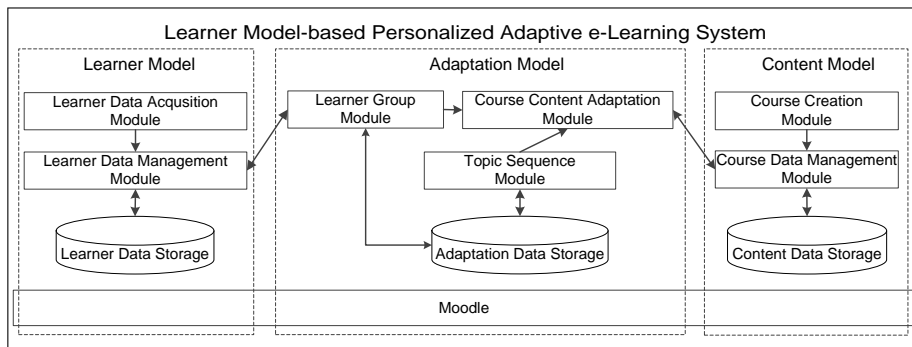 Learner Model-based Personalized Adaptive e-Learning System
Learner Model
Learner Data Acqusition
Module
Learner Data Management
Module
Learner Data Storage
Adaptation Model
Learner Group
Module
Course Content Adaptation
Module
Topic Sequence
Module
Adaptation Data Storage
Content Model
Course Creation
Module
Course Data Management
Module
Content Data Storage
Moodle